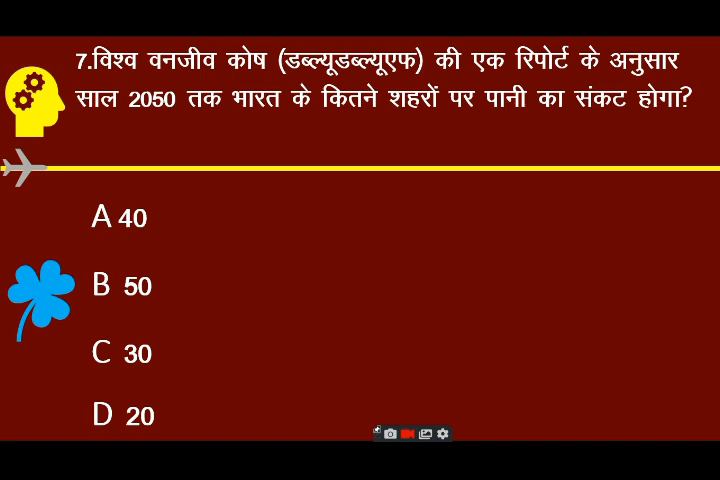 7.विश्व वनजीव कोष (डब्ल्यूडब्ल्यूएफ) की एक रिपोर्ट के अनुसार
साल 2050 तक भारत के कितने शहरों पर पानी का संकट होगा?
A 40
B 50
C 30
D 20